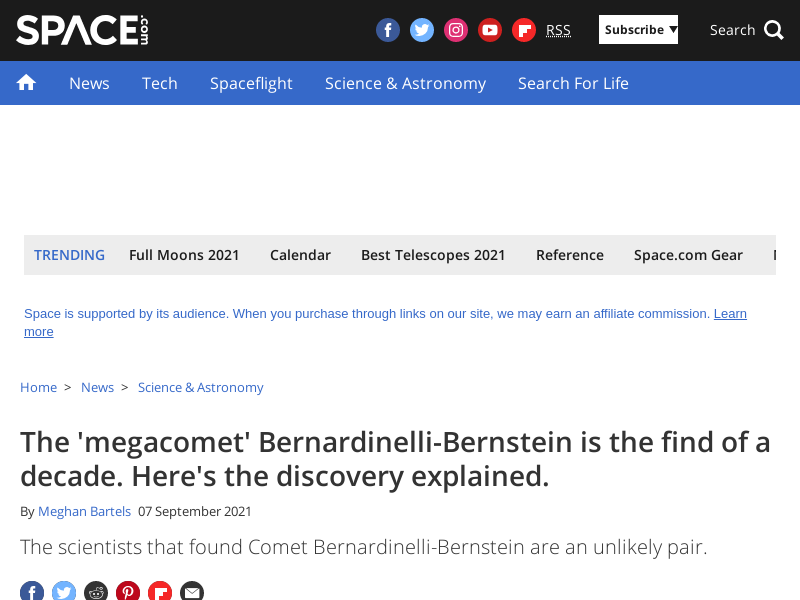 SPACE.com
RSS
Subscribe ▼
Search
News
Tech
Spaceflight
Science & Astronomy
Search For Life
TRENDING
Full Moons 2021
Calendar
Best Telescopes 2021
Reference
Space.com Gear
Space is supported by its audience. When you purchase through links on our site, we may earn an affiliate commission. Learn
more
Home > News > Science & Astronomy
The 'megacomet' Bernardinelli-Bernstein is the find of a
decade. Here's the discovery explained.
By Meghan Bartels 07 September 2021
The scientists that found Comet Bernardinelli-Bernstein are an unlikely pair.